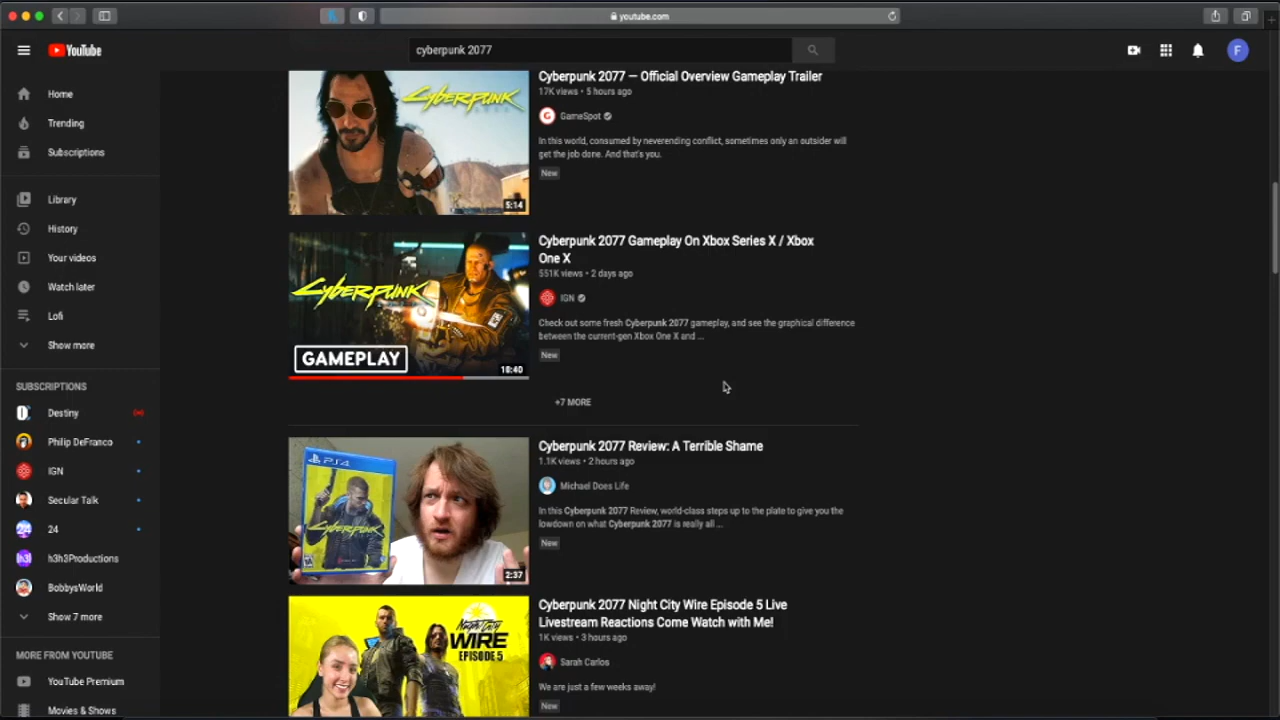 youtube.com
YouTube
cyberpunk 2077
F
Home
Trending
Subscriptions
Library
History
Your videos
Watch later
Lofi
Show more
SUBSCRIPTIONS
Destiny
Philip DeFranco
IGN
Secular Talk
24
h3h3Productions
BobbysWorld
Show 7 more
MORE FROM YOUTUBE
YouTube Premium
Movies & Shows
CYBERPUNK
5:14
Cyberpunk 2077 — Official Overview Gameplay Trailer
17K views • 5 hours ago
GameSpot
In this world, consumed by neverending conflict, sometimes only an outsider will
get the job done. And that's you.
New
CYBERPUNK
GAMEPLAY
18:40
Cyberpunk 2077 Gameplay On Xbox Series X / Xbox
One X
551K views • 2 days ago
IGN
Check out some fresh Cyberpunk 2077 gameplay, and see the graphical difference
between the current-gen Xbox One X and ...
New
+7 MORE
PS4
CYBERPUNK
2:37
Cyberpunk 2077 Review: A Terrible Shame
1.1K views • 2 hours ago
Michael Does Life
In this Cyberpunk 2077 Review, world-class steps up to the plate to give you the
lowdown on what Cyberpunk 2077 is really all ...
New
Night City
WIRE
EPISODE 5
Cyberpunk 2077 Night City Wire Episode 5 Live
Livestream Reactions Come Watch with Me!
1K views • 3 hours ago
Sarah Carlos
We are just a few weeks away!
New